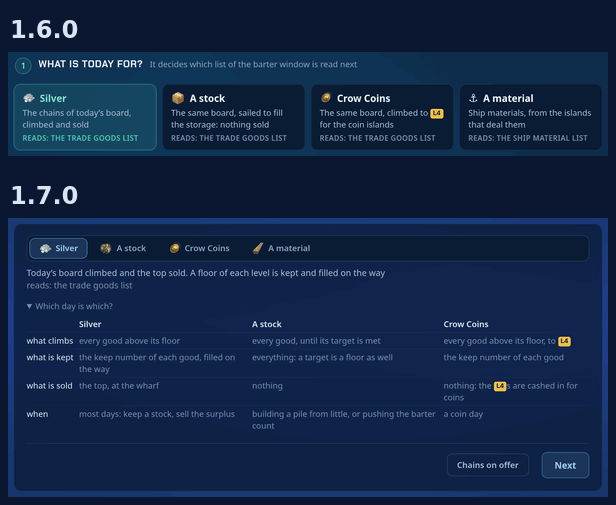 1.6.0
1 WHAT IS TODAY FOR? It decides which list of the barter window is read next
Silver
The chains of today's board, climbed and sold
READS: THE TRADE GOODS LIST
A stock
The same board, sailed to fill the storage: nothing sold
READS: THE TRADE GOODS LIST
Crow Coins
The same board, climbed to L4 for the coin islands
READS: THE TRADE GOODS LIST
A material
Ship materials, from the islands that deal them
READS: THE SHIP MATERIAL LIST
1.7.0
Silver A stock Crow Coins A material
Today's board climbed and the top sold. A floor of each level is kept and filled on the way
reads: the trade goods list
▼ Which day is which?
Silver A stock Crow Coins
what climbs every good above its floor every good, until its target is met every good above its floor, to L4
what is kept the keep number of each good, filled on the way everything: a target is a floor as well the keep number of each good
what is sold the top, at the wharf nothing nothing: the L4s are cashed in for coins
when most days: keep a stock, sell the surplus building a pile from little, or pushing the barter count a coin day
Chains on offer Next